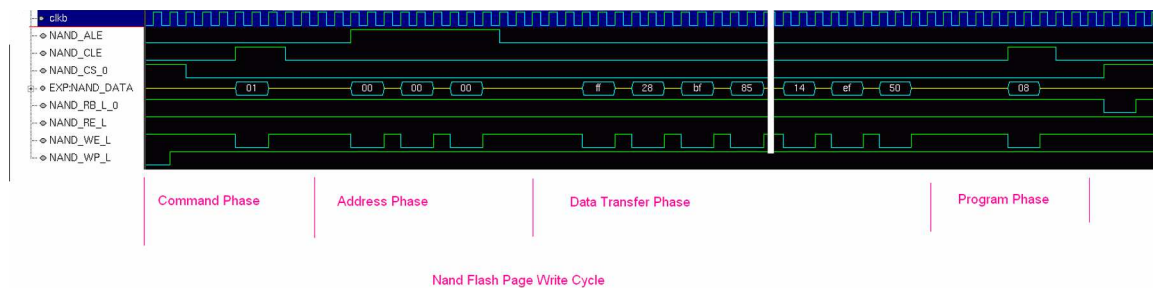 clkb
NAND_ALE
NAND_CLE
NAND_CS_0
EXP:NAND_DATA 01 00 00 00 ff 28 bf 85 14 ef 50 08
NAND_RB_L_0
NAND_RE_L
NAND_WE_L
NAND_WP_L
Command Phase Address Phase Data Transfer Phase Program Phase
Nand Flash Page Write Cycle